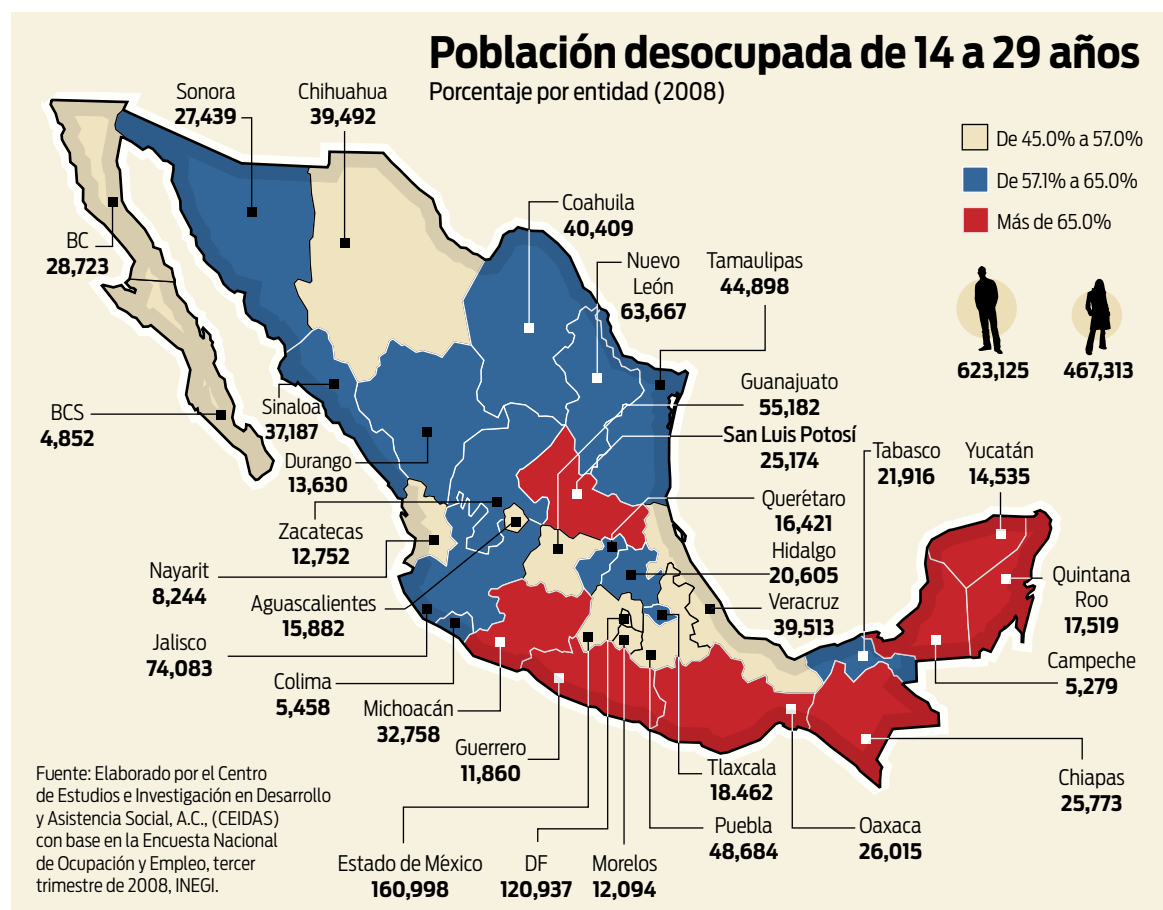 Población desocupada de 14 a 29 años
Porcentaje por entidad (2008)
De 45.0% a 57.0%
De 57.1% a 65.0%
Más de 65.0%
623,125
467,313
Sonora
27,439
Chihuahua
39,492
BC
28,723
Coahuila
40,409
Nuevo
León
63,667
Tamaulipas
44,898
BCS
4,852
Sinaloa
37,187
Guanajuato
55,182
San Luis Potosí
25,174
Durango
13,630
Tabasco
21,916
Yucatán
14,535
Querétaro
16,421
Zacatecas
12,752
Hidalgo
20,605
Nayarit
8,244
Quintana
Roo
17,519
Aguascalientes
15,882
Veracruz
39,513
Jalisco
74,083
Campeche
5,279
Colima
5,458
Michoacán
32,758
Guerrero
11,860
Tlaxcala
18.462
Chiapas
25,773
Puebla
48,684
Oaxaca
26,015
Estado de México
160,998
DF
120,937
Morelos
12,094
Fuente: Elaborado por el Centro
de Estudios e Investigación en Desarrollo
y Asistencia Social, A.C., (CEIDAS)
con base en la Encuesta Nacional
de Ocupación y Empleo, tercer
trimestre de 2008, INEGI.